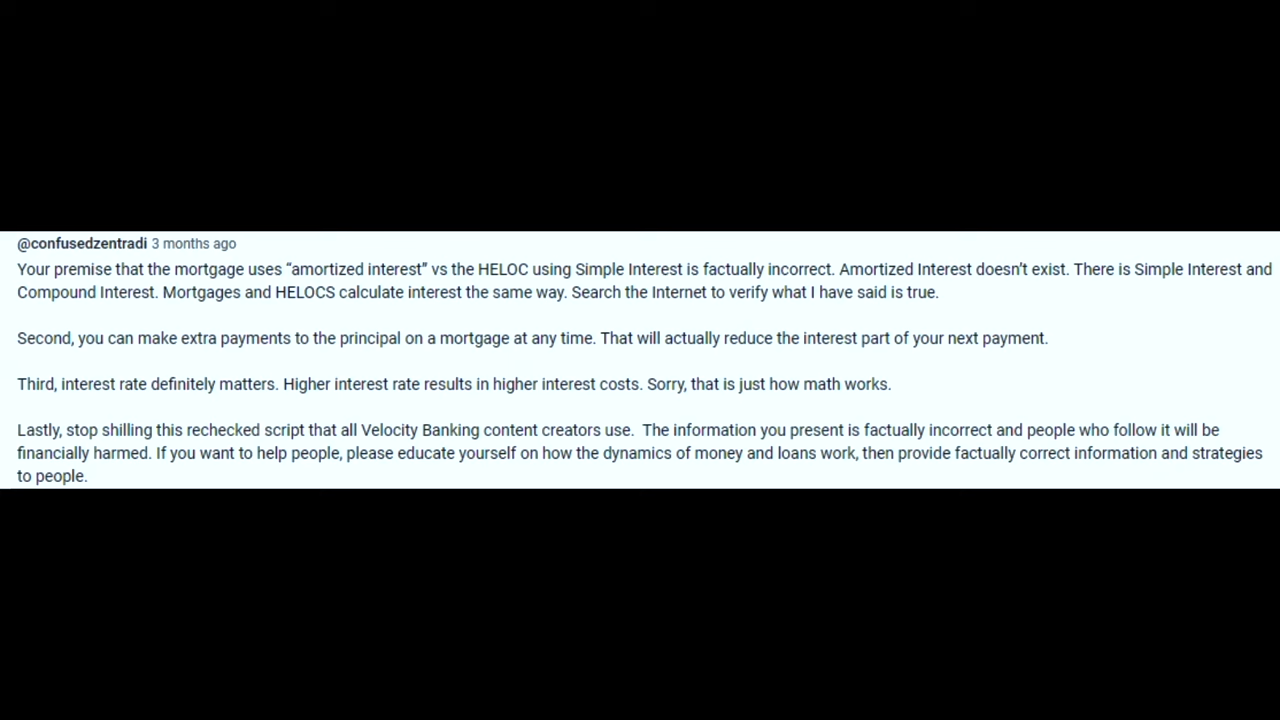 @confusedzentradi 3 months ago
Your premise that the mortgage uses “amortized interest” vs the HELOC using Simple Interest is factually incorrect. Amortized Interest doesn’t exist. There is Simple Interest and
Compound Interest. Mortgages and HELOCS calculate interest the same way. Search the Internet to verify what I have said is true.
Second, you can make extra payments to the principal on a mortgage at any time. That will actually reduce the interest part of your next payment.
Third, interest rate definitely matters. Higher interest rate results in higher interest costs. Sorry, that is just how math works.
Lastly, stop shilling this rechecked script that all Velocity Banking content creators use.  The information you present is factually incorrect and people who follow it will be
financially harmed. If you want to help people, please educate yourself on how the dynamics of money and loans work, then provide factually correct information and strategies
to people.